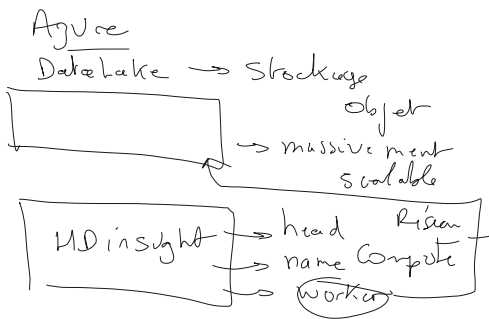 Azure
DataLake → Stockage
Objet
→ massivement
scalable
HDinsight → head
→ name
→ worker
Réseau
Compute